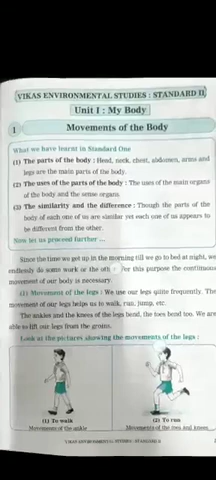 VIKAS ENVIRONMENTAL STUDIES : STANDARD II
Unit I : My Body
1 Movements of the Body
What we have learnt in Standard One
(1) The parts of the body : Head, neck, chest, abdomen, arms and
legs are the main parts of the body.
(2) The uses of the parts of the body : The uses of the main organs
of the body and the sense organs.
(3) The similarity and the difference : Though the parts of the
body of each one of us are similar yet each one of us appears to
be different from the other.
Now let us proceed further ...
Since the time we get up in the morning till we go to bed at night, we
endlessly do some work or the oth For this purpose the continuous
movement of our body is necessary.
(1) Movement of the legs : We use our legs quite frequently. The
movement of our legs helps us to walk, run, jump, etc.
The ankles and the knees of the legs bend, the toes bend too. We are
able to lift our legs from the
Look at the pictures showing the movements of the legs :
(1) To walk
Movements of the ankle
(2) To run
Movements of the toes and knees
VIKAS ENVIRONMENTAL STUDIES : STANDARD II